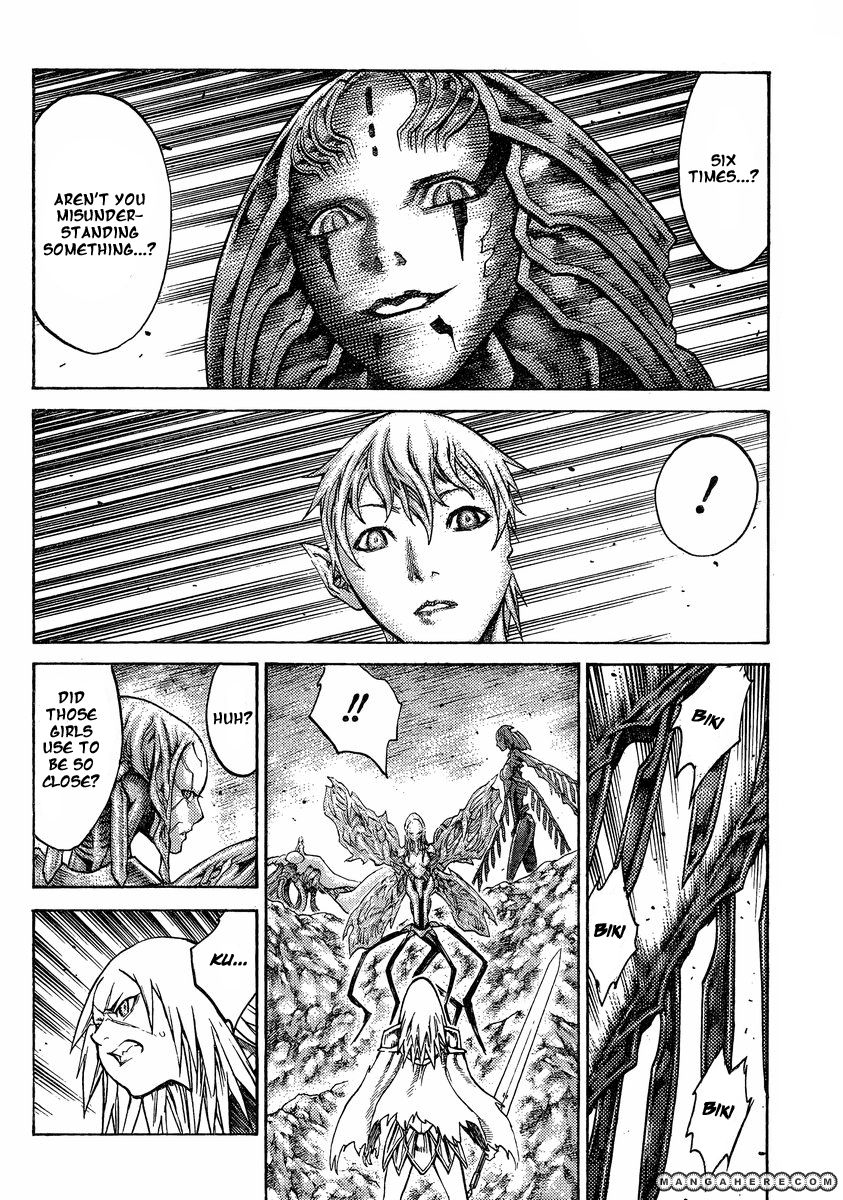 SIX
TIMES...?
AREN'T YOU
MISUNDER-
STANDING
SOMETHING...?
!
BIKI
BIKI
BIKI
!!
HUH?
DID
THOSE
GIRLS
USE TO
BE SO
CLOSE?
KU...
MANGAHERE.COM